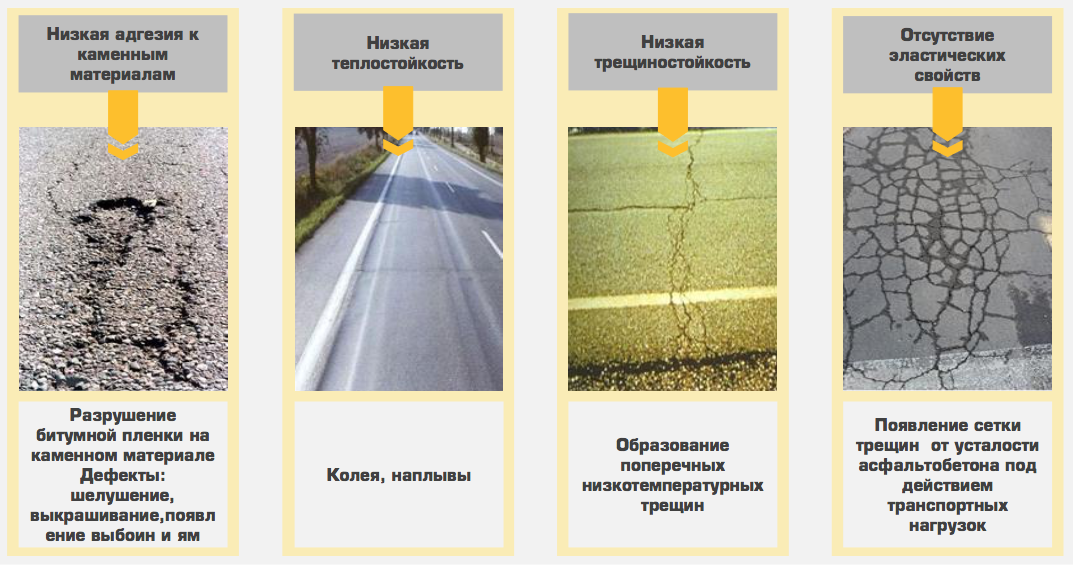 Низкая адгезия к
каменным
материалам
Низкая
теплостойкость
Низкая
трещиностойкость
Отсутствие
эластических
свойств
Разрушение
битумной пленки на
каменном материале
Дефекты:
шелушение,
выкрашивание,появл
ение выбоин и ям
Колея, наплывы
Образование
поперечных
низкотемпературных
трещин
Появление сетки
трещин от усталости
асфальтобетона под
действием
транспортных
нагрузок